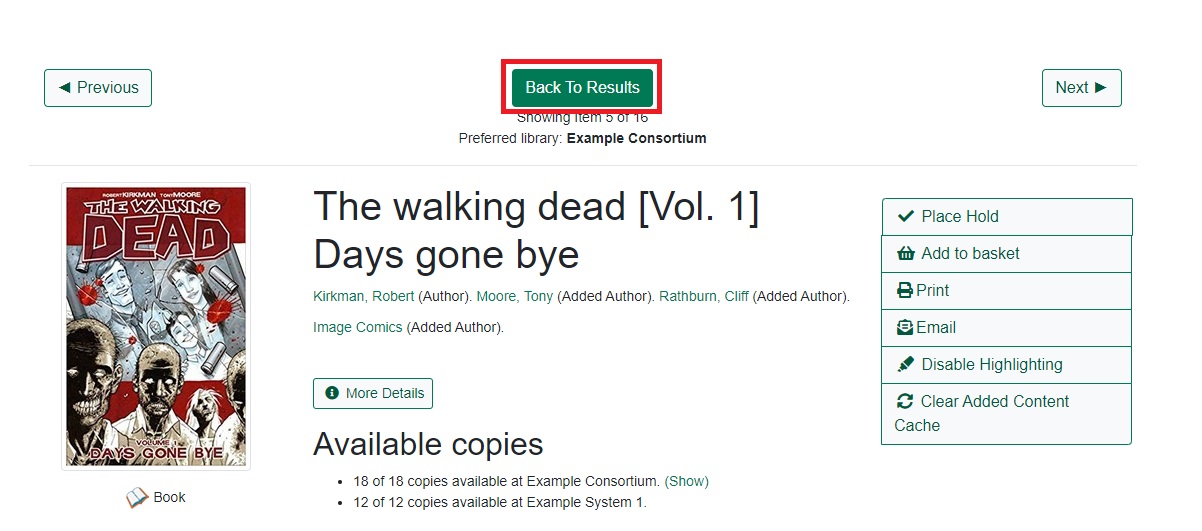 ◄ Previous
Back To Results
Next ►
Showing Item 5 of 16
Preferred library: Example Consortium
ROBERT KIRKMAN TONY MOORE
THE WALKING
DEAD
VOLUME 1
DAYS GONE BYE
Book
The walking dead [Vol. 1]
Days gone bye
Kirkman, Robert (Author). Moore, Tony (Added Author). Rathburn, Cliff (Added Author).
Image Comics (Added Author).
More Details
Available copies
• 18 of 18 copies available at Example Consortium. (Show)
• 12 of 12 copies available at Example System 1.
Place Hold
Add to basket
Print
Email
Disable Highlighting
Clear Added Content
Cache